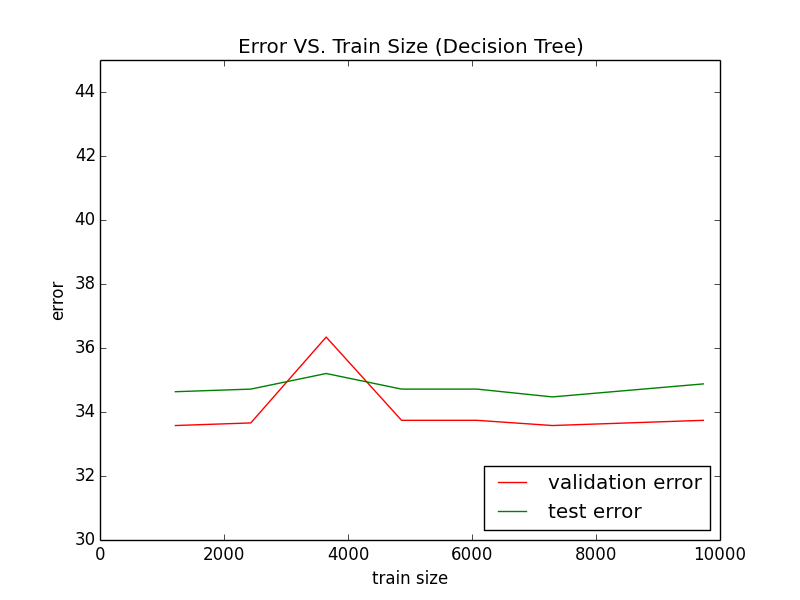 Error VS. Train Size (Decision Tree)
44
42
40
38
36
34
32
30
error
0 2000 4000 6000 8000 10000
train size
validation error
test error